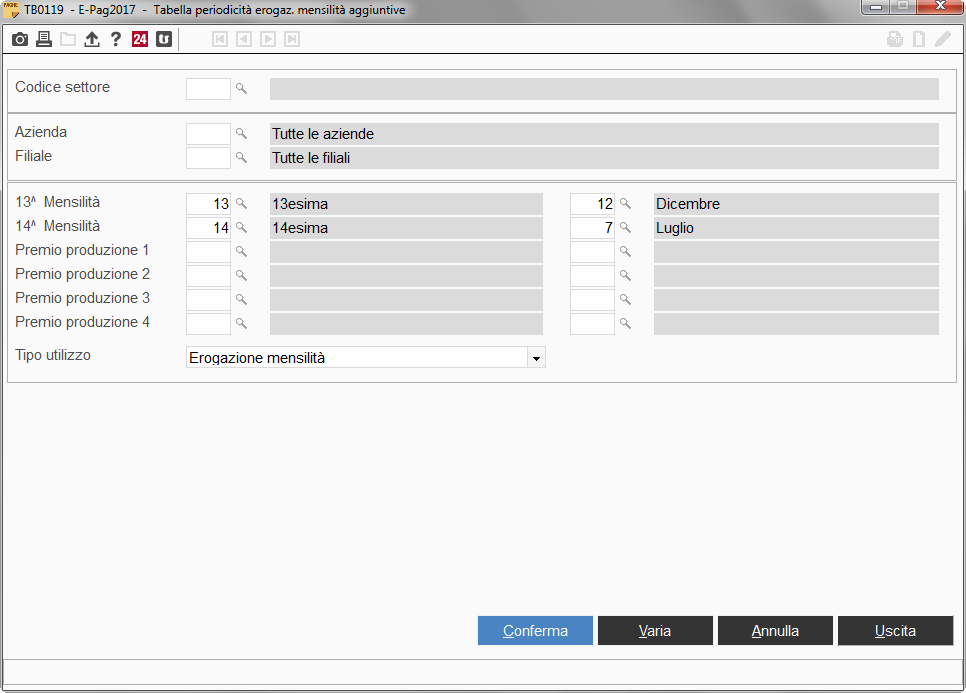 TB0119 - E-Pag2017 - Tabella periodicità erogaz. mensilità aggiuntive
? 24
Codice settore
Azienda Tutte le aziende
Filiale Tutte le filiali
13^ Mensilità 13 13esima 12 Dicembre
14^ Mensilità 14 14esima 7 Luglio
Premio produzione 1
Premio produzione 2
Premio produzione 3
Premio produzione 4
Tipo utilizzo Erogazione mensilità
Conferma Varia Annulla Uscita